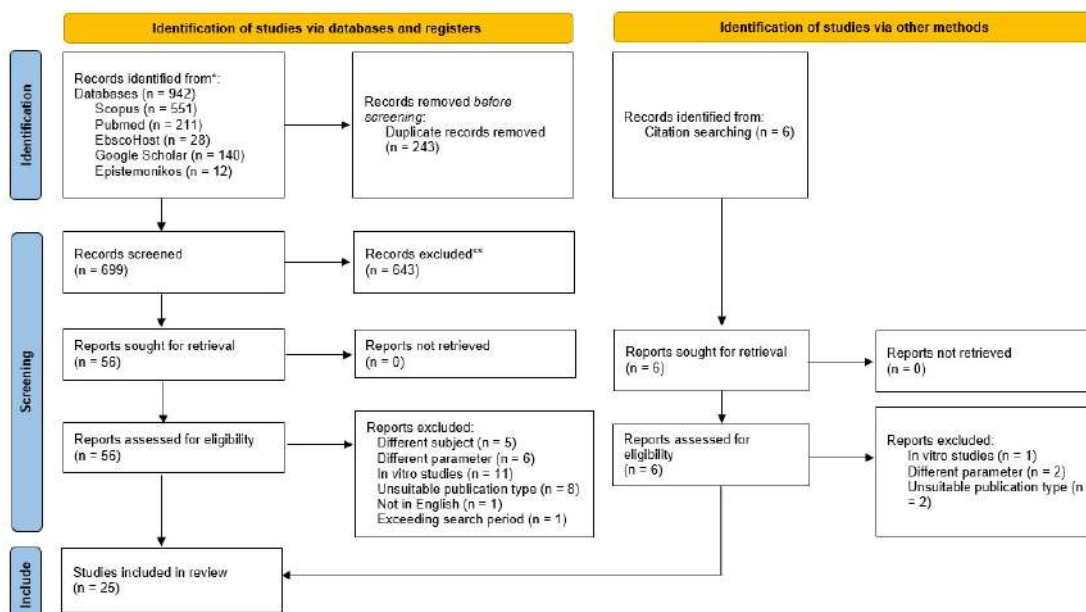 Identification of studies via databases and registers
Identification of studies via other methods
Identification
Records identified from*:
Databases (n = 942)
Scopus (n = 551)
Pubmed (n = 211)
EbscoHost (n = 28)
Google Scholar (n = 140)
Epistemonikos (n = 12)
Records removed before
screening:
Duplicate records removed
(n = 243)
Records identified from:
Citation searching (n = 6)
Screening
Records screened
(n = 699)
Records excluded**
(n = 643)
Reports sought for retrieval
(n = 56)
Reports not retrieved
(n = 0)
Reports sought for retrieval
(n = 6)
Reports not retrieved
(n = 0)
Reports assessed for eligibility
(n = 56)
Reports excluded:
Different subject (n = 5)
Different parameter (n = 6)
In vitro studies (n = 11)
Unsuitable publication type (n = 8)
Not in English (n = 1)
Exceeding search period (n = 1)
Reports assessed for
eligibility
(n = 6)
Reports excluded:
In vitro studies (n = 1)
Different parameter (n = 2)
Unsuitable publication type (n
= 2)
Include
Studies included in review
(n = 25)